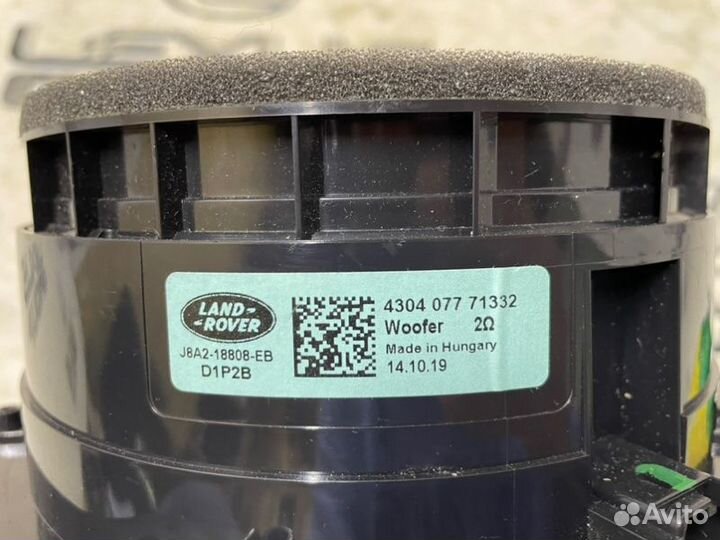 LAND-
-ROVER
J8A2-18808-EB
D1P2B
4304 077 71332
Woofer 2Ω
Made in Hungary
14.10.19
Avito